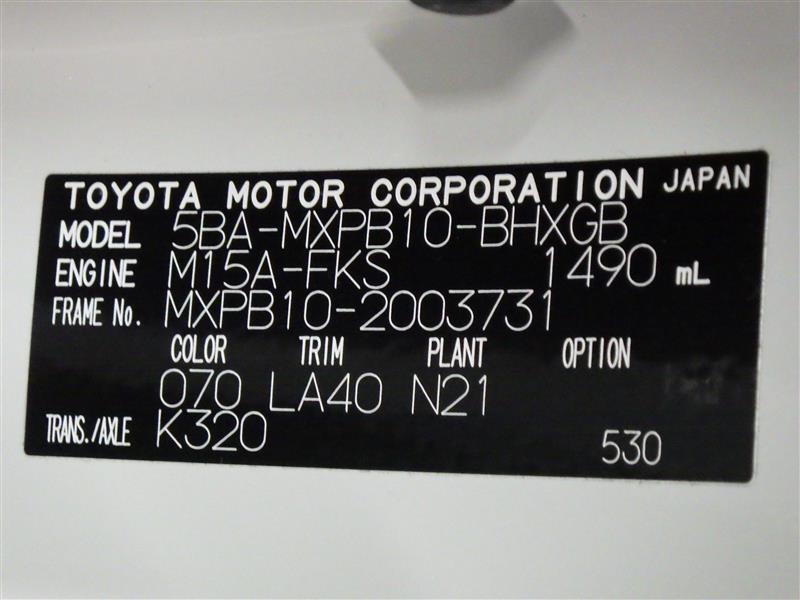 TOYOTA MOTOR CORPORATION JAPAN
MODEL 5BA-MXPB10-BHXGB
ENGINE M15A-FKS 1490 mL
FRAME No. MXPB10-2003731
COLOR TRIM PLANT OPTION
070 LA40 N21
TRANS./AXLE K320 530